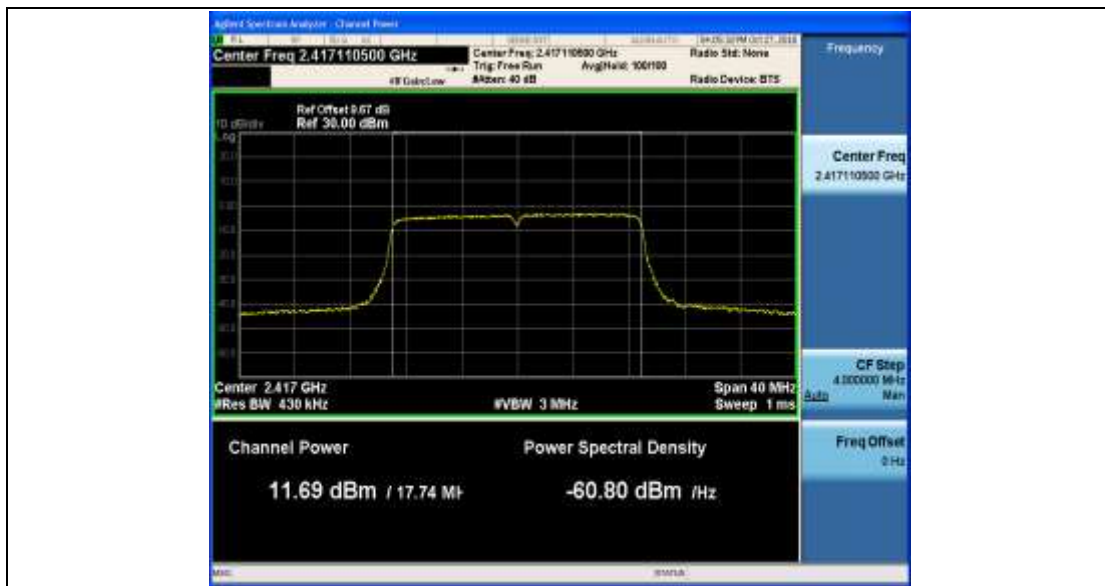 Agilent Spectrum Analyzer - Channel Power
Center Freq 2.417110500 GHz
Center Freq: 2.417110500 GHz
Radio Std: None
Trig: Free Run
Avg|Hold: 100/100
#IFGain:Low
#Atten: 40 dB
Radio Device: BTS
Frequency
Ref Offset 9.67 dB
10 dB/div
Ref 30.00 dBm
Log
Center Freq
2.417110500 GHz
Center 2.417 GHz
Span 40 MHz
#Res BW 430 kHz
#VBW 3 MHz
Sweep 1 ms
CF Step
4.000000 MHz
Auto
Man
Channel Power
Power Spectral Density
Freq Offset
0 Hz
11.69 dBm / 17.74 MH
-60.80 dBm /Hz
MSG
STATUS